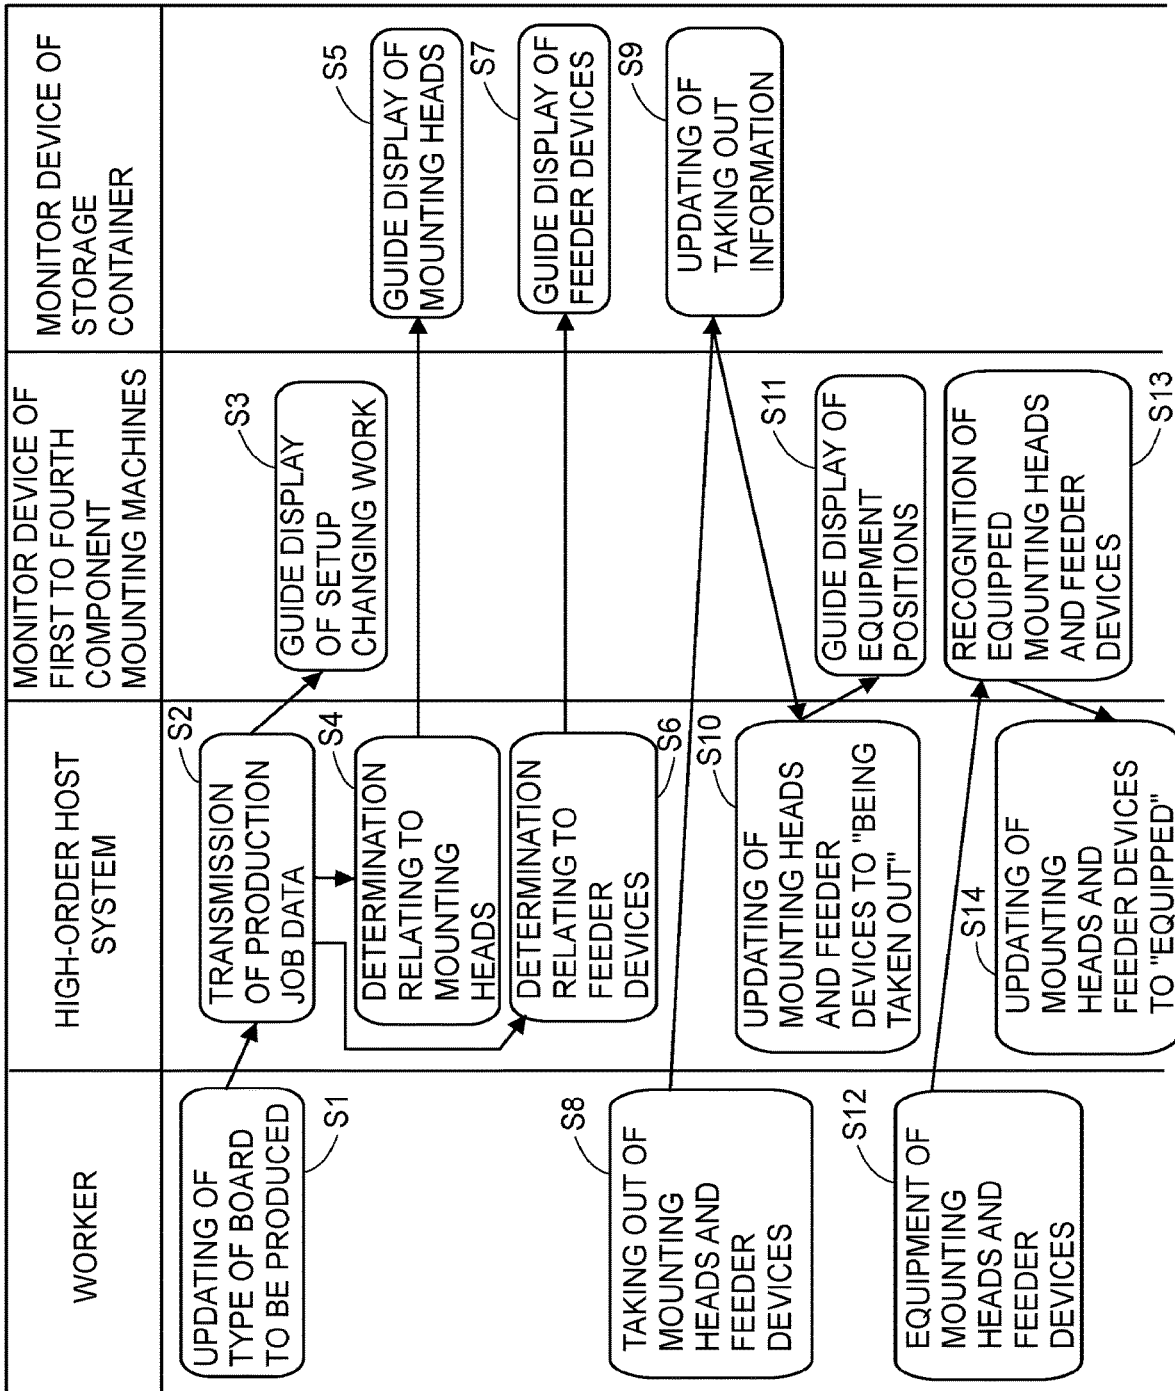 WORKER
HIGH-ORDER HOST
SYSTEM
MONITOR DEVICE OF
FIRST TO FOURTH
COMPONENT
MOUNTING MACHINES
MONITOR DEVICE OF
STORAGE
CONTAINER
UPDATING OF
TYPE OF BOARD
TO BE PRODUCED
S1
TRANSMISSION
OF PRODUCTION
JOB DATA
S2
GUIDE DISPLAY
OF SETUP
CHANGING WORK
S3
DETERMINATION
RELATING TO
MOUNTING
HEADS
S4
GUIDE DISPLAY OF
MOUNTING HEADS
S5
DETERMINATION
RELATING TO
FEEDER
DEVICES
S6
GUIDE DISPLAY OF
FEEDER DEVICES
S7
TAKING OUT OF
MOUNTING
HEADS AND
FEEDER
DEVICES
S8
UPDATING OF
TAKING OUT
INFORMATION
S9
UPDATING OF
MOUNTING HEADS
AND FEEDER
DEVICES TO "BEING
TAKEN OUT"
S10
GUIDE DISPLAY OF
EQUIPMENT
POSITIONS
S11
EQUIPMENT OF
MOUNTING
HEADS AND
FEEDER
DEVICES
S12
RECOGNITION OF
EQUIPPED
MOUNTING HEADS
AND FEEDER
DEVICES
S13
UPDATING OF
MOUNTING
HEADS AND
FEEDER DEVICES
TO "EQUIPPED"
S14